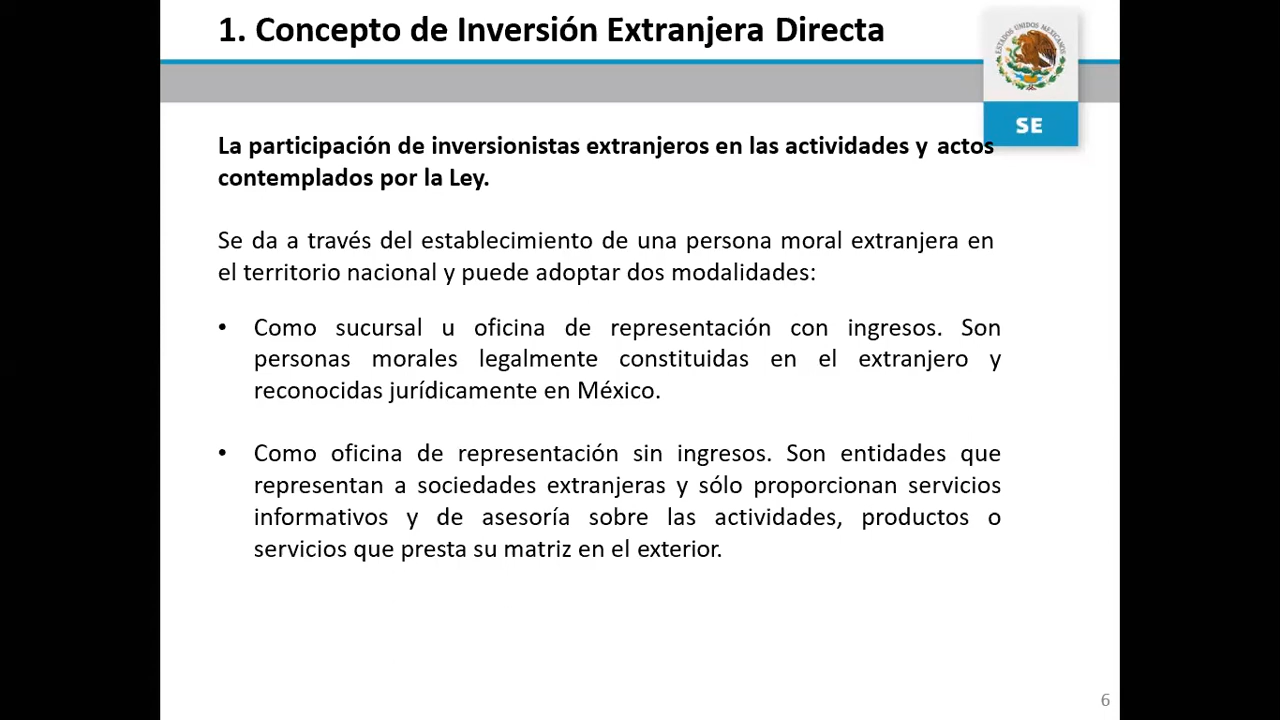 1. Concepto de Inversión Extranjera Directa
ESTADOS UNIDOS MEXICANOS
SE
La participación de inversionistas extranjeros en las actividades y actos
contemplados por la Ley.
Se da a través del establecimiento de una persona moral extranjera en
el territorio nacional y puede adoptar dos modalidades:
• Como sucursal u oficina de representación con ingresos. Son
personas morales legalmente constituidas en el extranjero y
reconocidas jurídicamente en México.
• Como oficina de representación sin ingresos. Son entidades que
representan a sociedades extranjeras y sólo proporcionan servicios
informativos y de asesoría sobre las actividades, productos o
servicios que presta su matriz en el exterior.
6